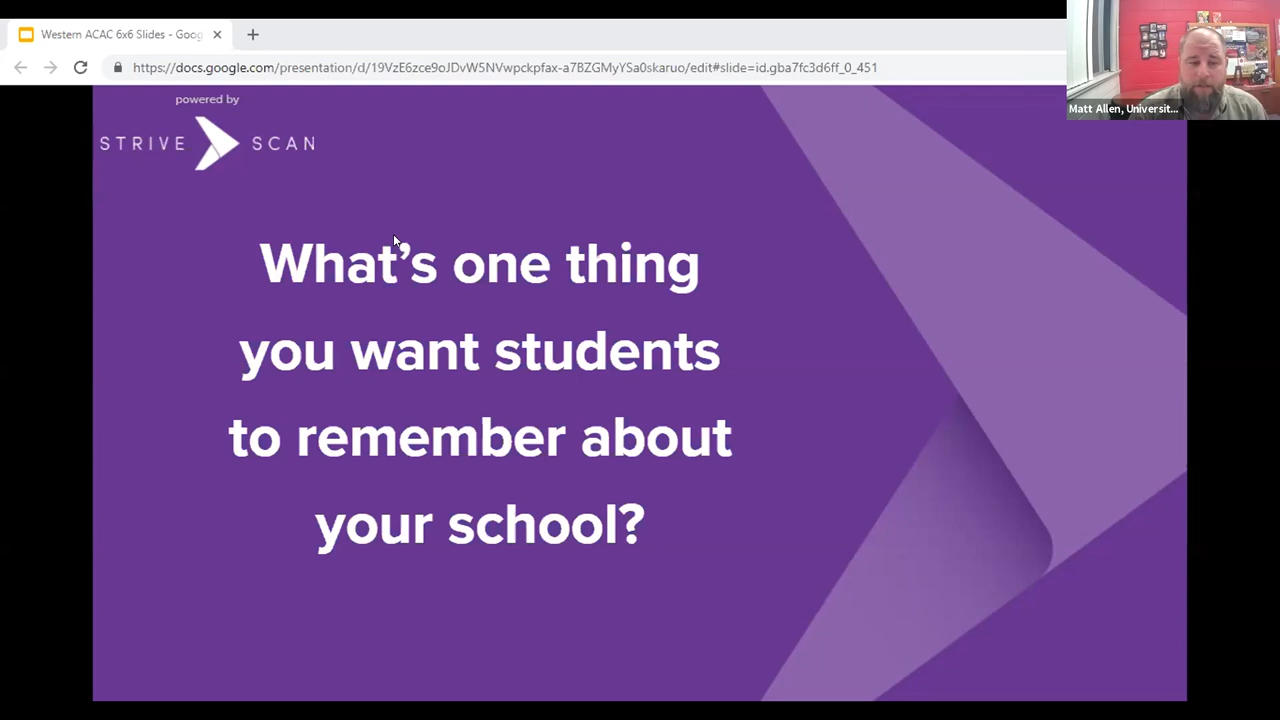 Western ACAC 6x6 Slides - Goog
https://docs.google.com/presentation/d/19VzE6zce9oJDvW5NVwpckpfax-a7BZGMyYSa0skaruo/edit#slide=id.gba7fc3d6ff_0_451
Matt Allen, Universit...
powered by
STRIVE SCAN
What's one thing
you want students
to remember about
your school?